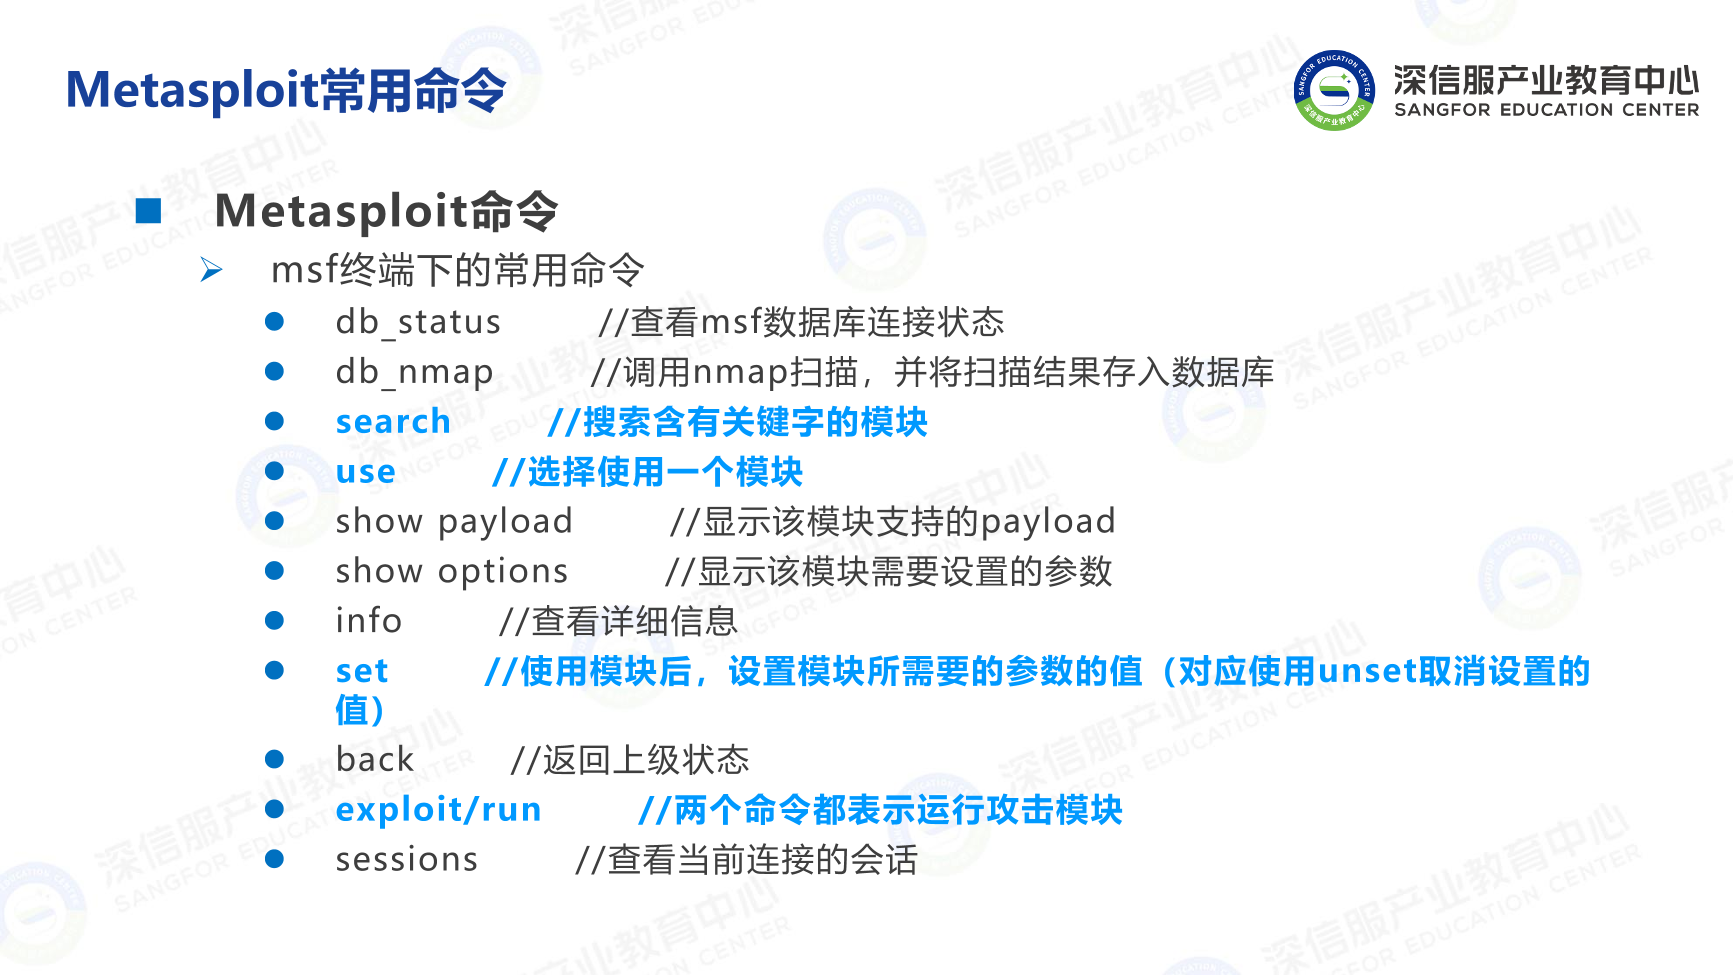 Metasploit常用命令
深信服产业教育中心
SANGFOR EDUCATION CENTER
Metasploit命令
msf终端下的常用命令
db_status //查看msf数据库连接状态
db_nmap //调用nmap扫描，并将扫描结果存入数据库
search //搜索含有关键字的模块
use //选择使用一个模块
show payload //显示该模块支持的payload
show options //显示该模块需要设置的参数
info //查看详细信息
set //使用模块后，设置模块所需要的参数的值（对应使用unset取消设置的
值）
back //返回上级状态
exploit/run //两个命令都表示运行攻击模块
sessions //查看当前连接的会话